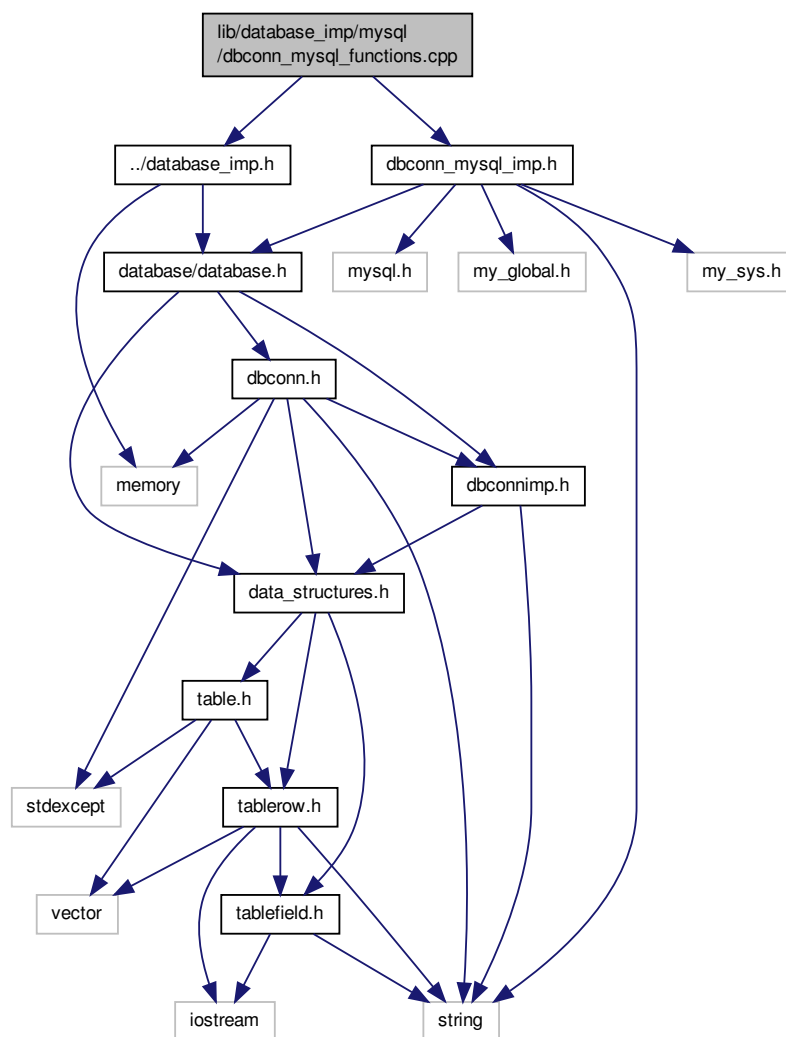 lib/database_imp/mysql
/dbconn_mysql_functions.cpp
../database_imp.h
dbconn_mysql_imp.h
database/database.h
mysql.h
my_global.h
my_sys.h
dbconn.h
memory
dbconnimp.h
data_structures.h
table.h
stdexcept
tablerow.h
vector
tablefield.h
iostream
string